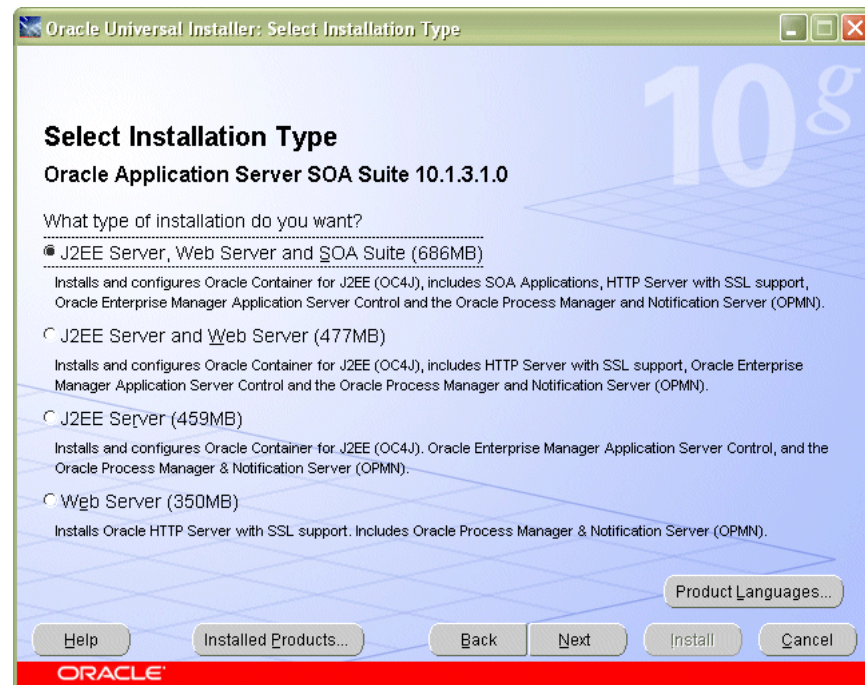 Oracle Universal Installer: Select Installation Type
10g
Select Installation Type
Oracle Application Server SOA Suite 10.1.3.1.0
What type of installation do you want?
J2EE Server, Web Server and SOA Suite (686MB)
Installs and configures Oracle Container for J2EE (OC4J), includes SOA Applications, HTTP Server with SSL support,
Oracle Enterprise Manager Application Server Control and the Oracle Process Manager and Notification Server (OPMN).
J2EE Server and Web Server (477MB)
Installs and configures Oracle Container for J2EE (OC4J), includes HTTP Server with SSL support, Oracle Enterprise
Manager Application Server Control and the Oracle Process Manager and Notification Server (OPMN).
J2EE Server (459MB)
Installs and configures Oracle Container for J2EE (OC4J). Oracle Enterprise Manager Application Server Control, and the
Oracle Process Manager & Notification Server (OPMN).
Web Server (350MB)
Installs Oracle HTTP Server with SSL support. Includes Oracle Process Manager & Notification Server (OPMN).
Product Languages...
Help Installed Products... Back Next Install Cancel
ORACLE